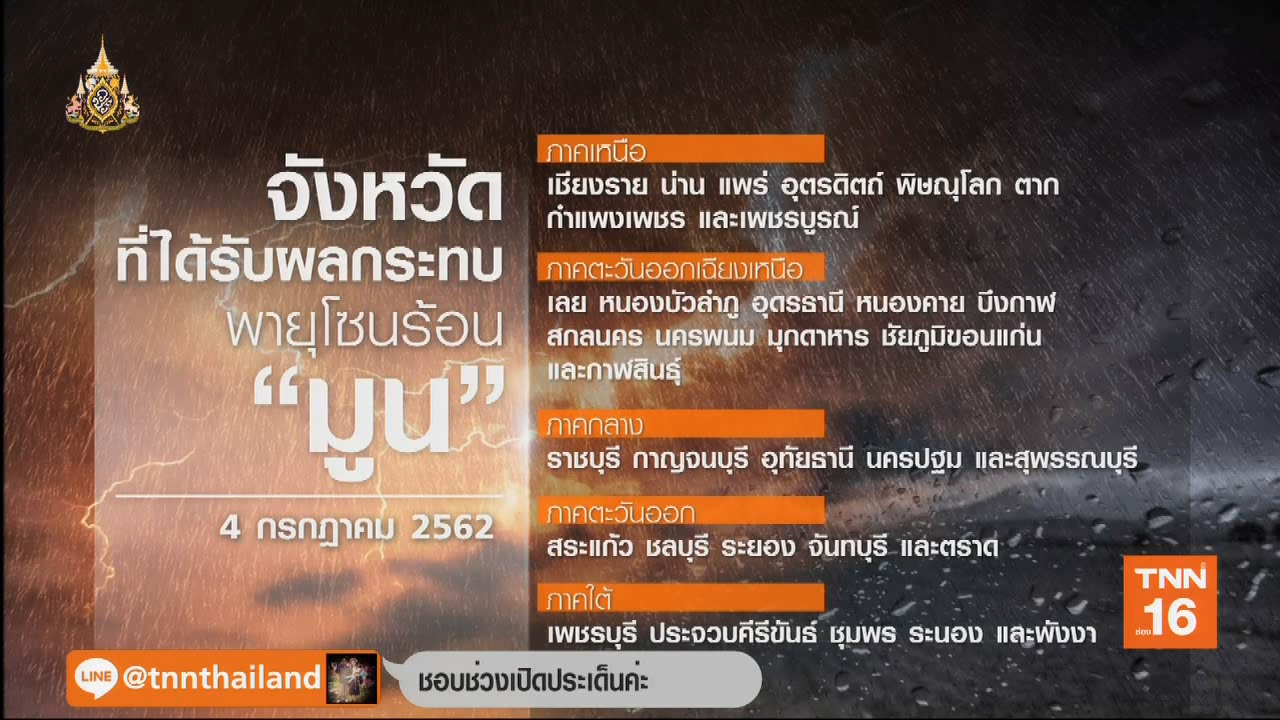 จังหวัด
ที่ได้รับผลกระทบ
พายุโซนร้อน
“มูน”
4 กรกฎาคม 2562
ภาคเหนือ
เชียงราย น่าน แพร่ อุตรดิตถ์ พิษณุโลก ตาก
กำแพงเพชร และเพชรบูรณ์
ภาคตะวันออกเฉียงเหนือ
เลย หนองบัวลำภู อุดรธานี หนองคาย บึงกาฬ
สกลนคร นครพนม มุกดาหาร ชัยภูมิขอนแก่น
และกาฬสินธุ์
ภาคกลาง
ราชบุรี กาญจนบุรี อุทัยธานี นครปฐม และสุพรรณบุรี
ภาคตะวันออก
สระแก้ว ชลบุรี ระยอง จันทบุรี และตราด
ภาคใต้
เพชรบุรี ประจวบคีรีขันธ์ ชุมพร ระนอง และพังงา
TNN
ช่อง 16
LINE @tnnthailand
ชอบช่วงเปิดประเด็นค่ะ